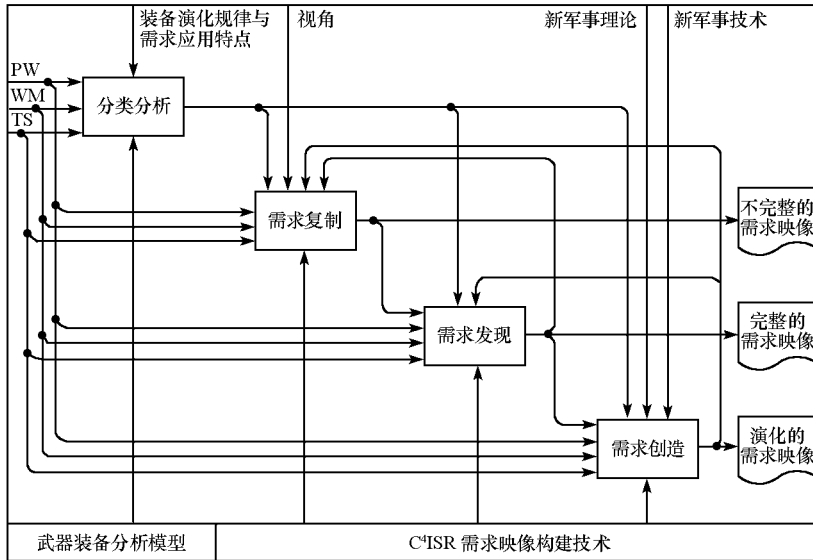 装备演化规律与
需求应用特点
视角
新军事理论
新军事技术
PW
WM
TS
分类分析
需求复制
不完整的
需求映像
需求发现
完整的
需求映像
需求创造
演化的
需求映像
武器装备分析模型
C⁴ISR 需求映像构建技术